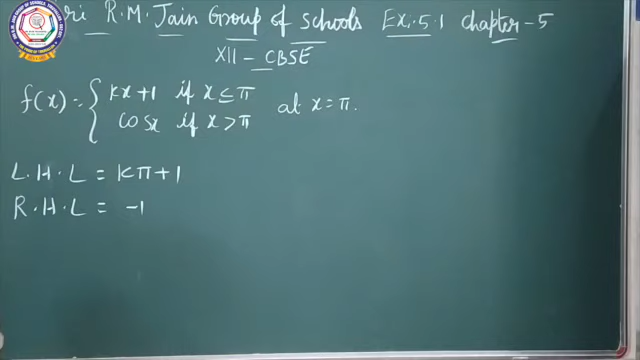 Sri R.M. Jain Group of Schools Ex:5.1 chapter-5
XII - CBSE
f(x) = { kx+1 if x ≤ π
cosx if x > π at x = π.
L.H.L = kπ+1
R.H.L = -1